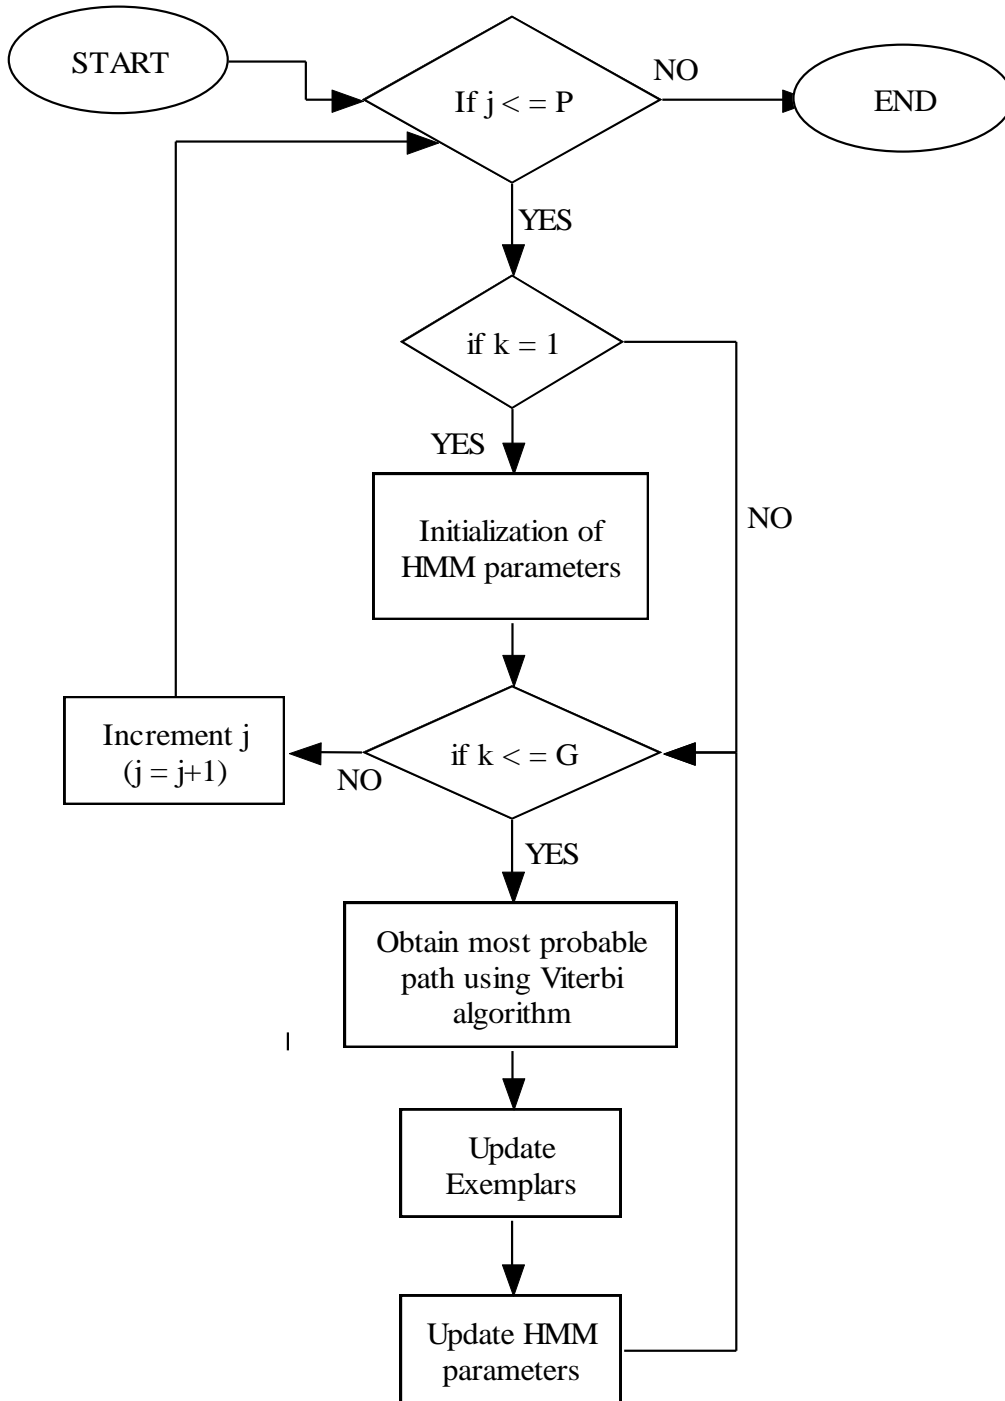 START
If j < = P
NO
END
YES
if k = 1
YES
NO
Initialization of
HMM parameters
Increment j
(j = j+1)
NO
if k < = G
YES
Obtain most probable
path using Viterbi
algorithm
Update
Exemplars
Update HMM
parameters